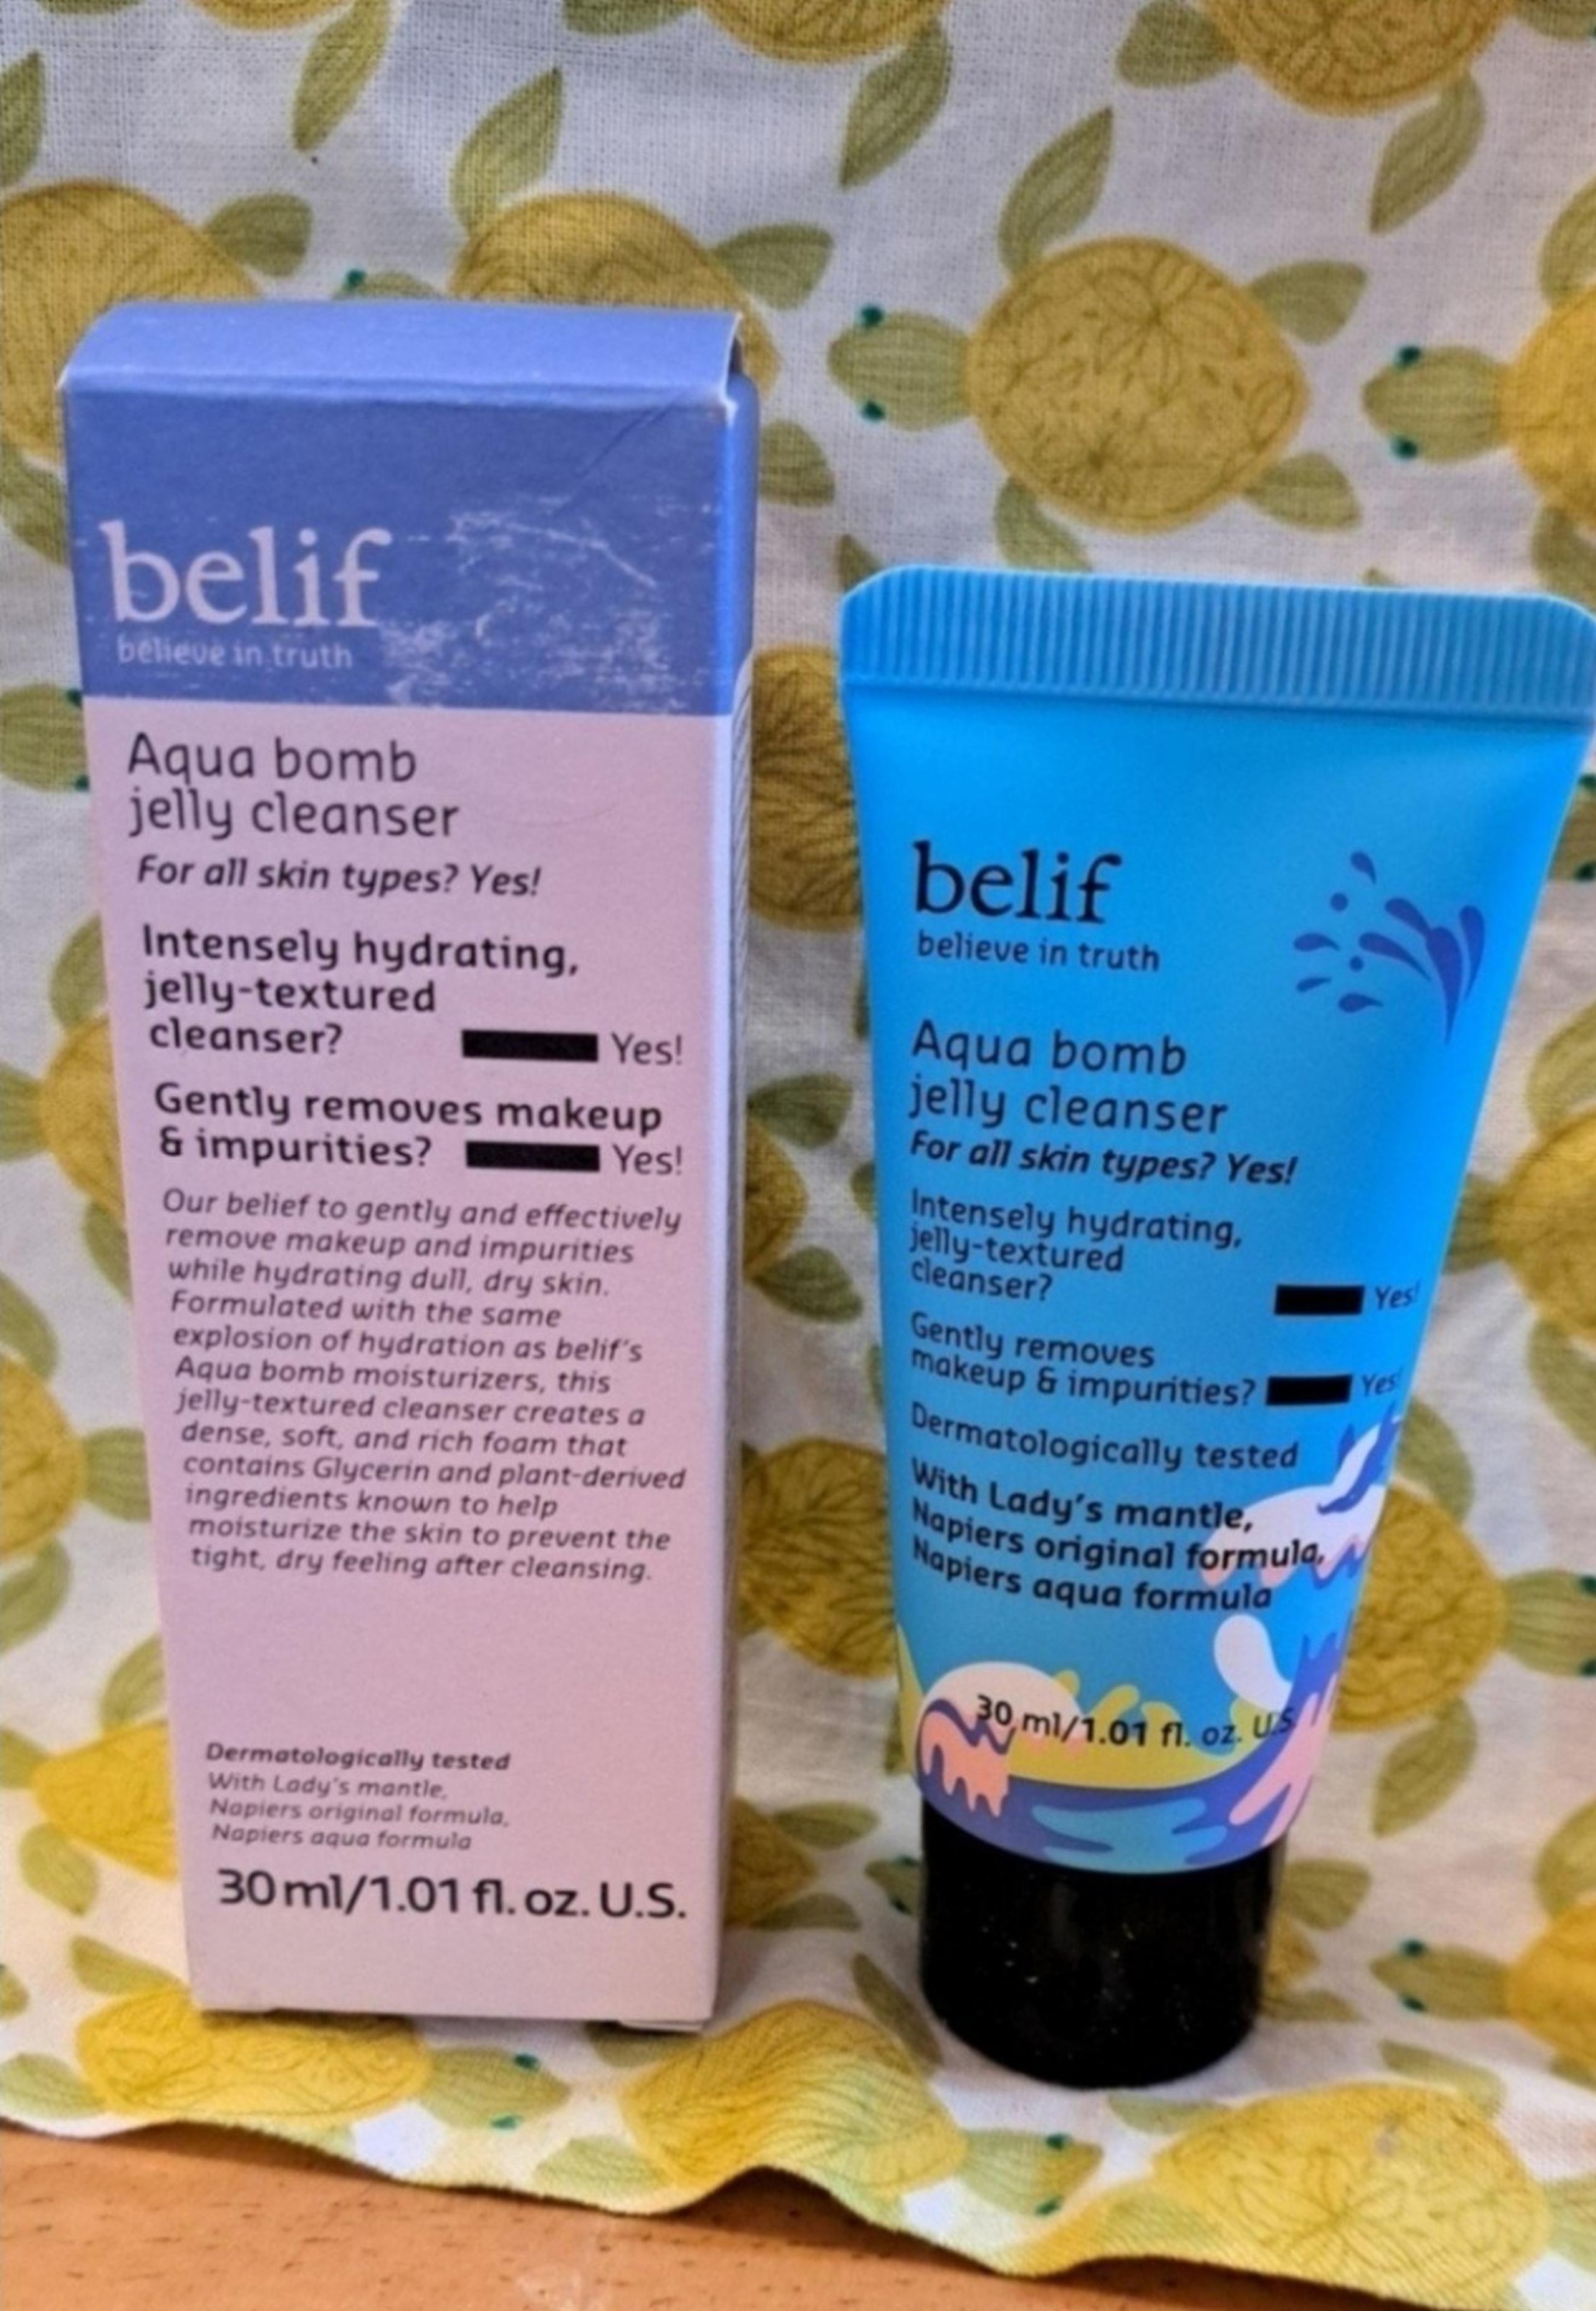 belif
believe in truth
Aqua bomb
jelly cleanser
For all skin types? Yes!
Intensely hydrating,
jelly-textured
cleanser? Yes!
Gently removes makeup
& impurities? Yes!
Our belief to gently and effectively
remove makeup and impurities
while hydrating dull, dry skin.
Formulated with the same
explosion of hydration as belif's
Aqua bomb moisturizers, this
jelly-textured cleanser creates a
dense, soft, and rich foam that
contains Glycerin and plant-derived
ingredients known to help
moisturize the skin to prevent the
tight, dry feeling after cleansing.
Dermatologically tested
With Lady's mantle,
Napiers original formula,
Napiers aqua formula
30 ml/1.01 fl. oz. U.S.
belif
believe in truth
Aqua bomb
jelly cleanser
For all skin types? Yes!
Intensely hydrating,
jelly-textured
cleanser? Yes!
Gently removes
makeup & impurities? Yes!
Dermatologically tested
With Lady's mantle,
Napiers original formula,
Napiers aqua formula
30 ml/1.01 fl. oz. U.S.